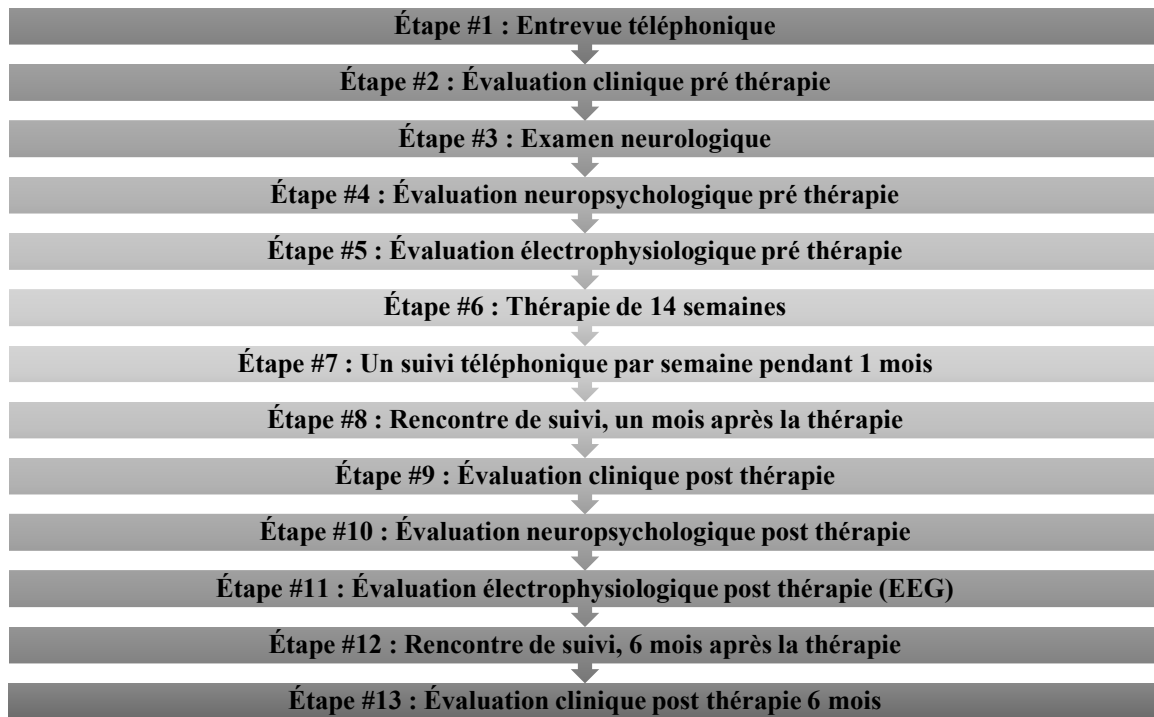 Étape #1 : Entrevue téléphonique
Étape #2 : Évaluation clinique pré thérapie
Étape #3 : Examen neurologique
Étape #4 : Évaluation neuropsychologique pré thérapie
Étape #5 : Évaluation électrophysiologique pré thérapie
Étape #6 : Thérapie de 14 semaines
Étape #7 : Un suivi téléphonique par semaine pendant 1 mois
Étape #8 : Rencontre de suivi, un mois après la thérapie
Étape #9 : Évaluation clinique post thérapie
Étape #10 : Évaluation neuropsychologique post thérapie
Étape #11 : Évaluation électrophysiologique post thérapie (EEG)
Étape #12 : Rencontre de suivi, 6 mois après la thérapie
Étape #13 : Évaluation clinique post thérapie 6 mois